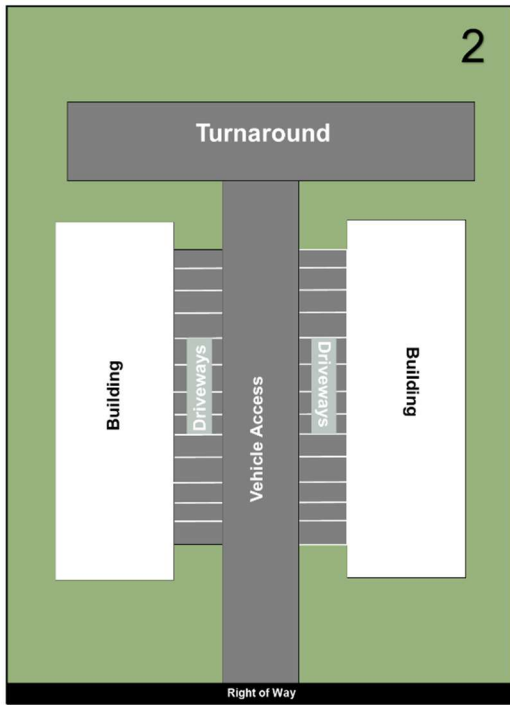 2
Turnaround
Building
Driveways
Vehicle Access
Driveways
Building
Right of Way